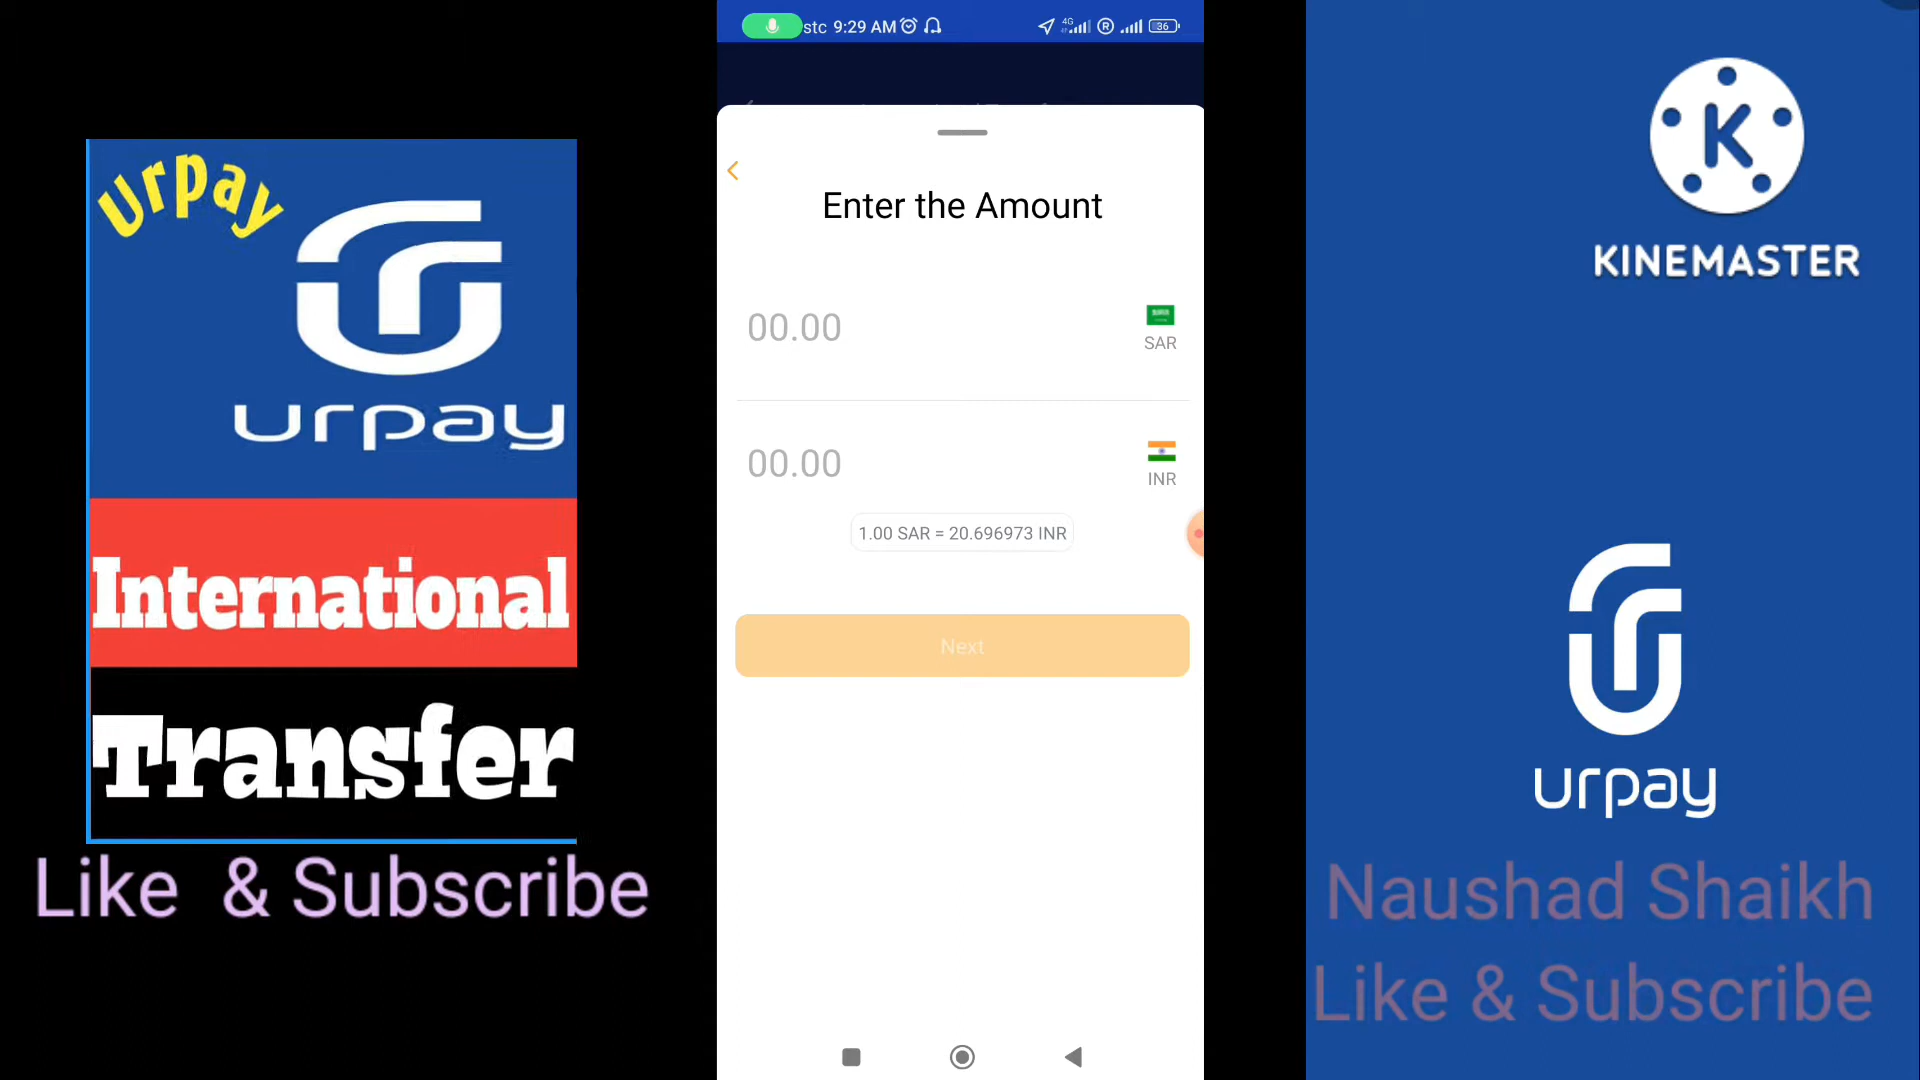 Urpay
urpay
International
Transfer
Like & Subscribe
stc 9:29 AM
4G
R
36
Enter the Amount
00.00
SAR
00.00
INR
1.00 SAR = 20.696973 INR
Next
K
KINEMASTER
urpay
Naushad Shaikh
Like & Subscribe